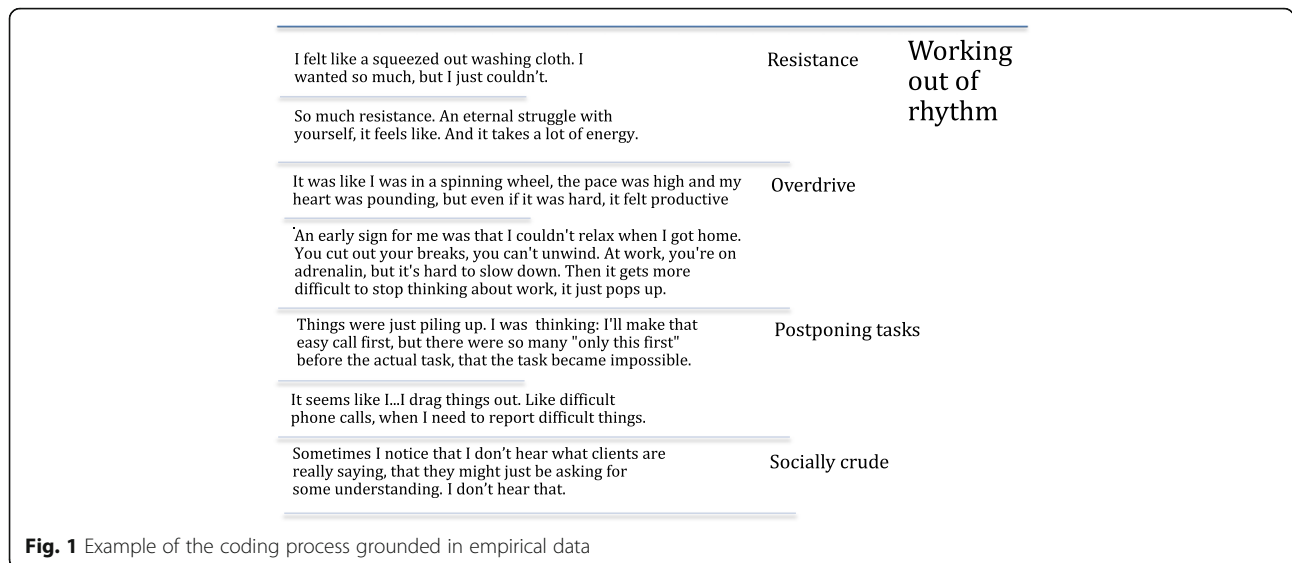 I felt like a squeezed out washing cloth. I
wanted so much, but I just couldn't.
Resistance
Working
out of
rhythm
So much resistance. An eternal struggle with
yourself, it feels like. And it takes a lot of energy.
It was like I was in a spinning wheel, the pace was high and my
heart was pounding, but even if it was hard, it felt productive
Overdrive
An early sign for me was that I couldn't relax when I got home.
You cut out your breaks, you can't unwind. At work, you're on
adrenalin, but it's hard to slow down. Then it gets more
difficult to stop thinking about work, it just pops up.
Things were just piling up. I was thinking: I'll make that
easy call first, but there were so many "only this first"
before the actual task, that the task became impossible.
Postponing tasks
It seems like I...I drag things out. Like difficult
phone calls, when I need to report difficult things.
Sometimes I notice that I don't hear what clients are
really saying, that they might just be asking for
some understanding. I don't hear that.
Socially crude
Fig. 1 Example of the coding process grounded in empirical data